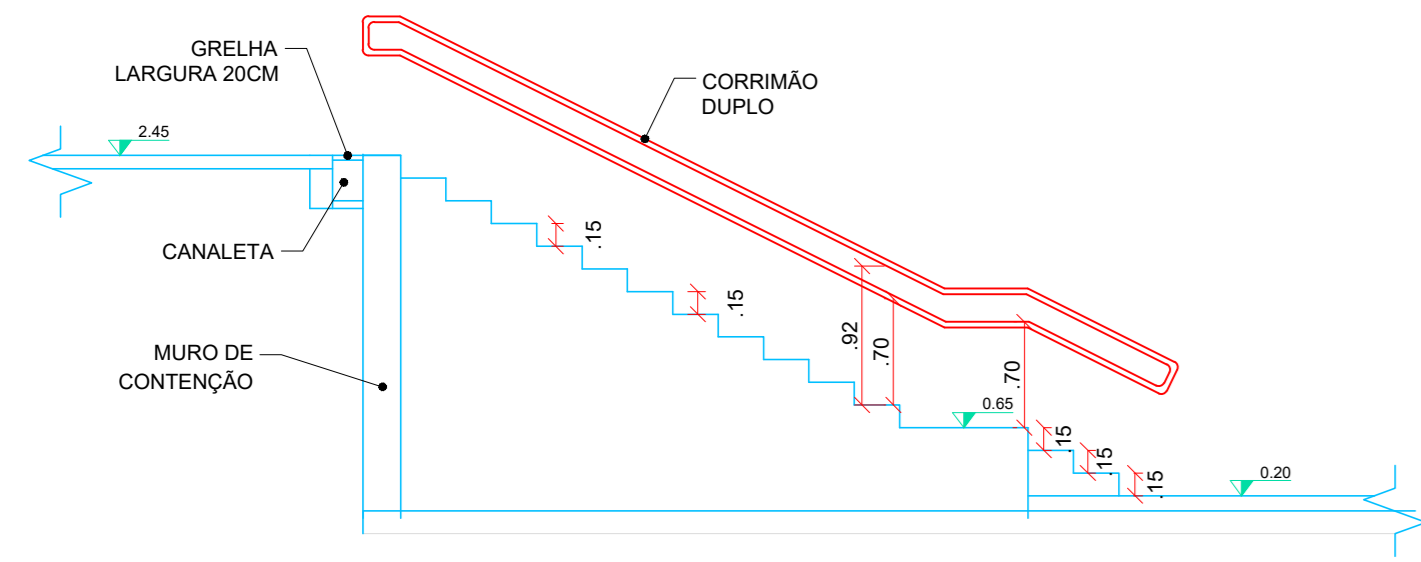 GRELHA
LARGURA 20CM
CORRIMÃO
DUPLO
2.45
.15
CANALETA
.15
.92
.70
MURO DE
CONTENÇÃO
.70
0.65
.15
.15
.15
0.20